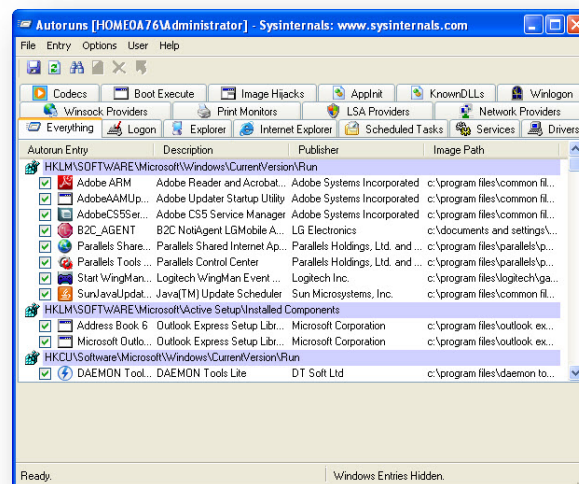 Autoruns [HOME0A76\Administrator] - Sysinternals: www.sysinternals.com
File Entry Options User Help
Codecs Boot Execute Image Hijacks AppInit KnownDLLs Winlogon
Winsock Providers Print Monitors LSA Providers Network Providers
Everything Logon Explorer Internet Explorer Scheduled Tasks Services Drivers
Autorun Entry Description Publisher Image Path
HKLM\SOFTWARE\Microsoft\Windows\CurrentVersion\Run
Adobe ARM Adobe Reader and Acrobat... Adobe Systems Incorporated c:\program files\common fil...
AdobeAAMUp... Adobe Updater Startup Utility Adobe Systems Incorporated c:\program files\common fil...
AdobeCS5Ser... Adobe CS5 Service Manager Adobe Systems Incorporated c:\program files\common fil...
B2C_AGENT B2C NotiAgent LGMobile A... LG Electronics c:\documents and settings\...
Parallels Share... Parallels Shared Internet Ap... Parallels Holdings, Ltd. and ... c:\program files\parallels\p...
Parallels Tools ... Parallels Control Center Parallels Holdings, Ltd. and ... c:\program files\parallels\p...
Start WingMan... Logitech WingMan Event ... Logitech Inc. c:\program files\logitech\ga...
SunJavaUpdat... Java(TM) Update Scheduler Sun Microsystems, Inc. c:\program files\common fil...
HKLM\SOFTWARE\Microsoft\Active Setup\Installed Components
Address Book 6 Outlook Express Setup Libr... Microsoft Corporation c:\program files\outlook ex...
Microsoft Outlo... Outlook Express Setup Libr... Microsoft Corporation c:\program files\outlook ex...
HKCU\Software\Microsoft\Windows\CurrentVersion\Run
DAEMON Tool... DAEMON Tools Lite DT Soft Ltd c:\program files\daemon to...
Ready. Windows Entries Hidden.